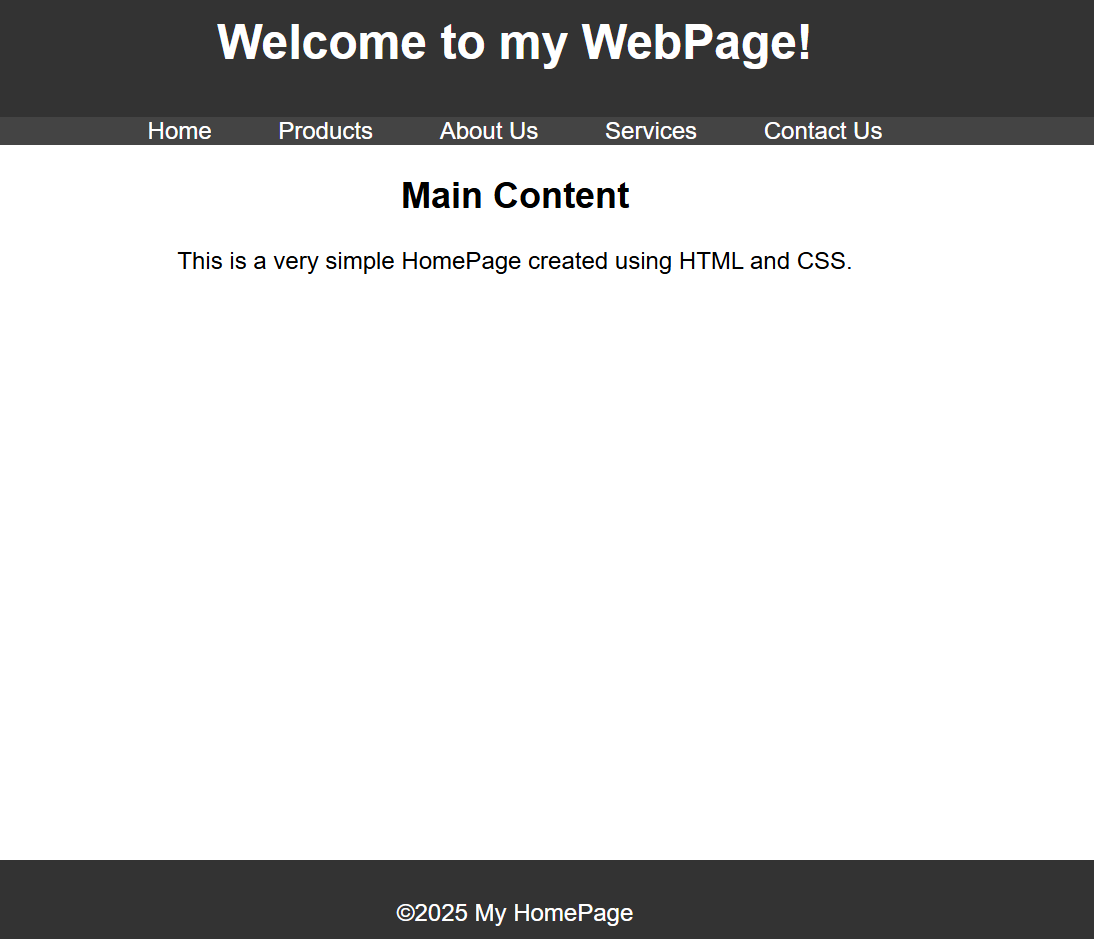 Welcome to my WebPage!
Home Products About Us Services Contact Us
Main Content
This is a very simple HomePage created using HTML and CSS.
©2025 My HomePage